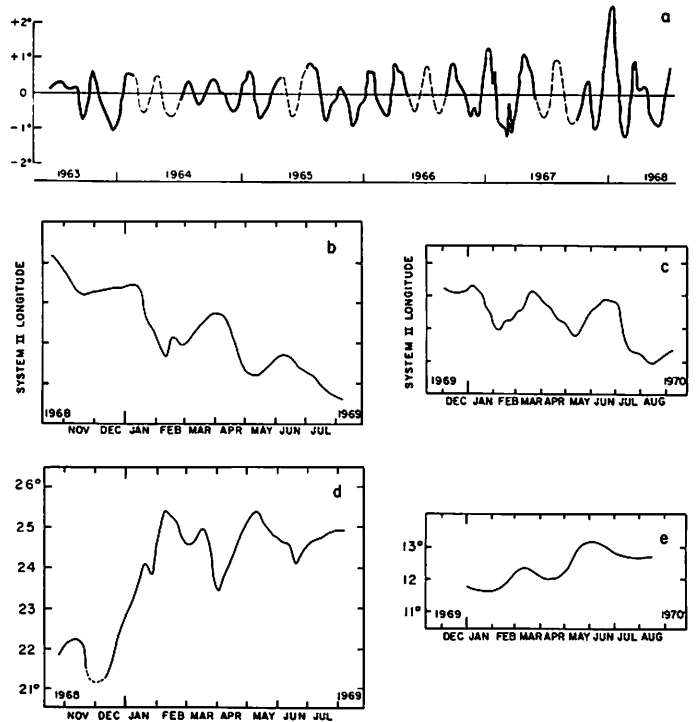 a
+2°
+1°
0
-1°
-2°
1963 1964 1965 1966 1967 1968
b
SYSTEM II LONGITUDE
1968 1969
NOV DEC JAN FEB MAR APR MAY JUN JUL
c
SYSTEM II LONGITUDE
1969 1970
DEC JAN FEB MAR APR MAY JUN JUL AUG
d
26°
25
24
23
22
21°
1968 1969
NOV DEC JAN FEB MAR APR MAY JUN JUL
e
13°
12
11°
1969 1970
DEC JAN FEB MAR APR MAY JUN JUL AUG